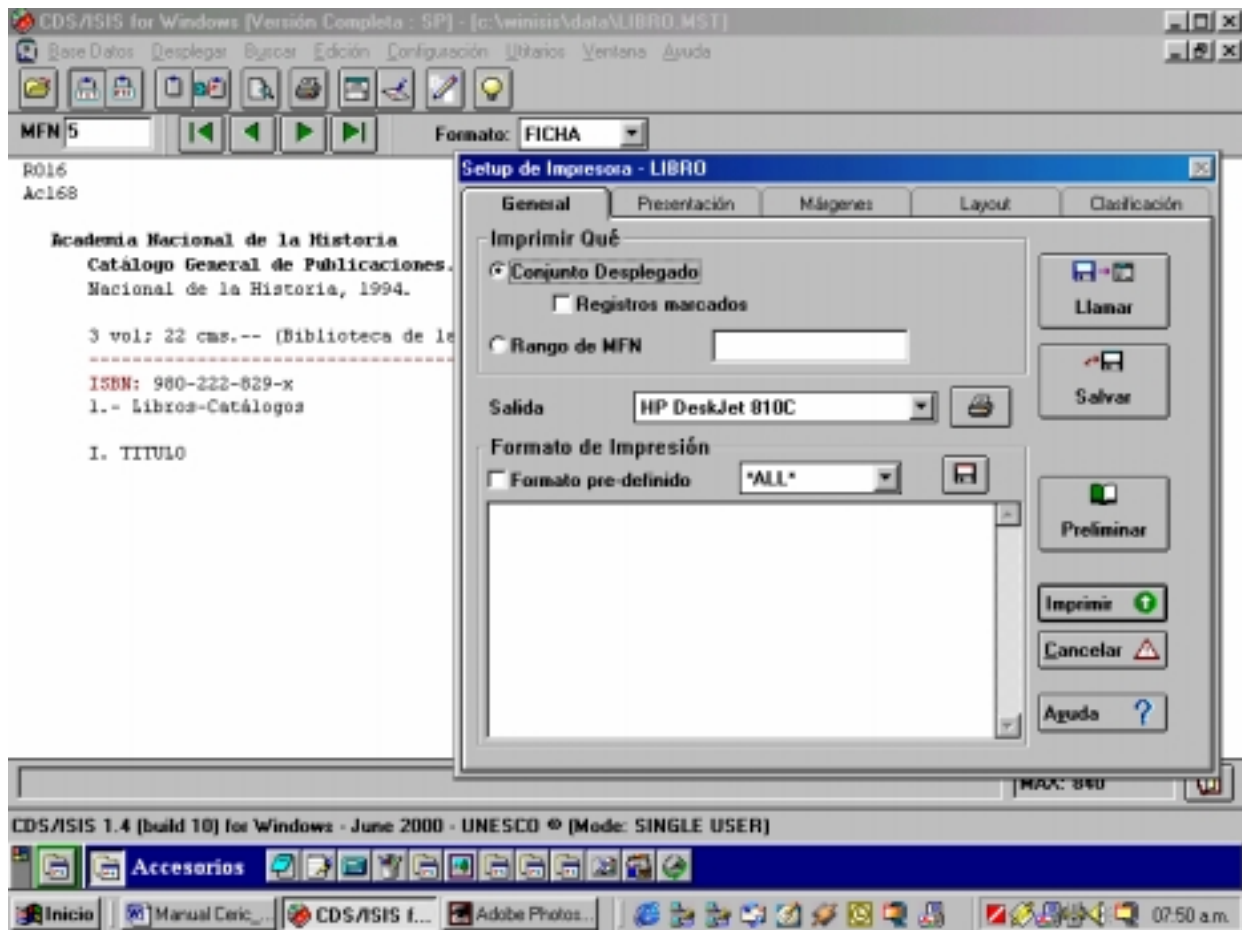 CDS/ISIS for Windows [Versión Completa : SP] - [c:\winisis\data\LIBRO.MST]
Base Datos Desplegar Buscar Edición Configuración Utitarios Ventana Ayuda
MFN 5 Formato: FICHA
R016
Ac168
Academia Nacional de la Historia
Catálogo General de Publicaciones.
Nacional de la Historia, 1994.
3 vol; 22 cms.-- (Biblioteca de la
ISBN: 980-222-829-x
1.- Libros-Catálogos
I. TITULO
Setup de Impresora - LIBRO
General Presentación Márgenes Layout Clasificación
Imprimir Qué
Conjunto Desplegado
Registros marcados
Rango de MFN
Salida HP DeskJet 810C
Formato de Impresión
Formato pre-definido *ALL*
Llamar
Salvar
Preliminar
Imprimir
Cancelar
Ayuda
MAX: 840
CDS/ISIS 1.4 (build 10) for Windows - June 2000 - UNESCO © (Mode: SINGLE USER)
Accesorios
Inicio Manual Ceric_... CDS/ISIS f... Adobe Photos... 07:50 a.m.